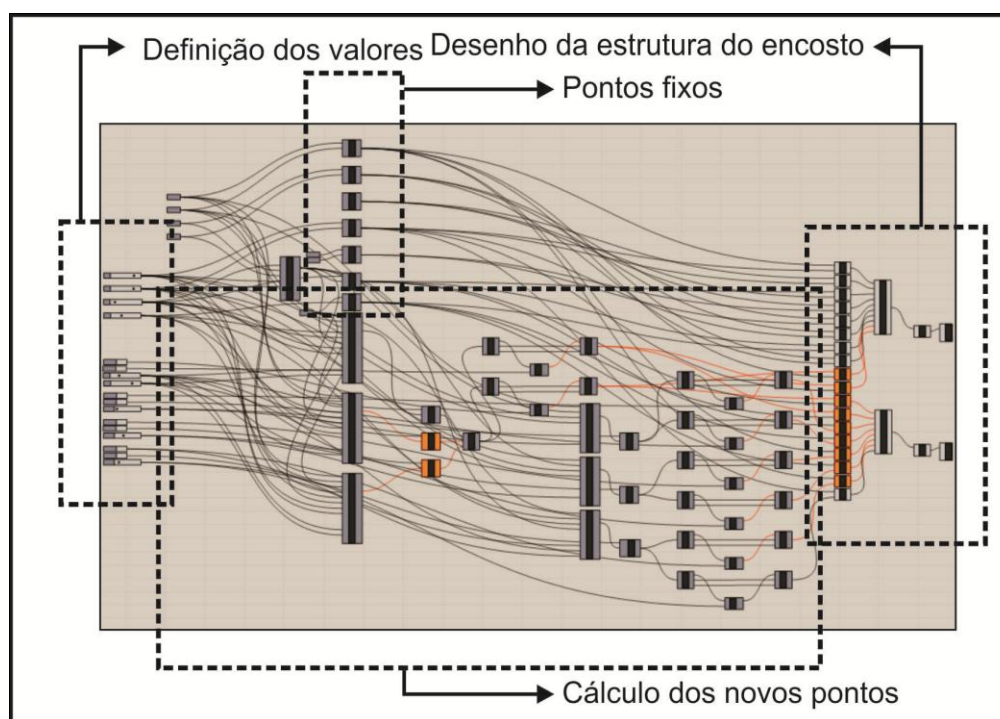 Definição dos valores
Desenho da estrutura do encosto
Pontos fixos
Cálculo dos novos pontos